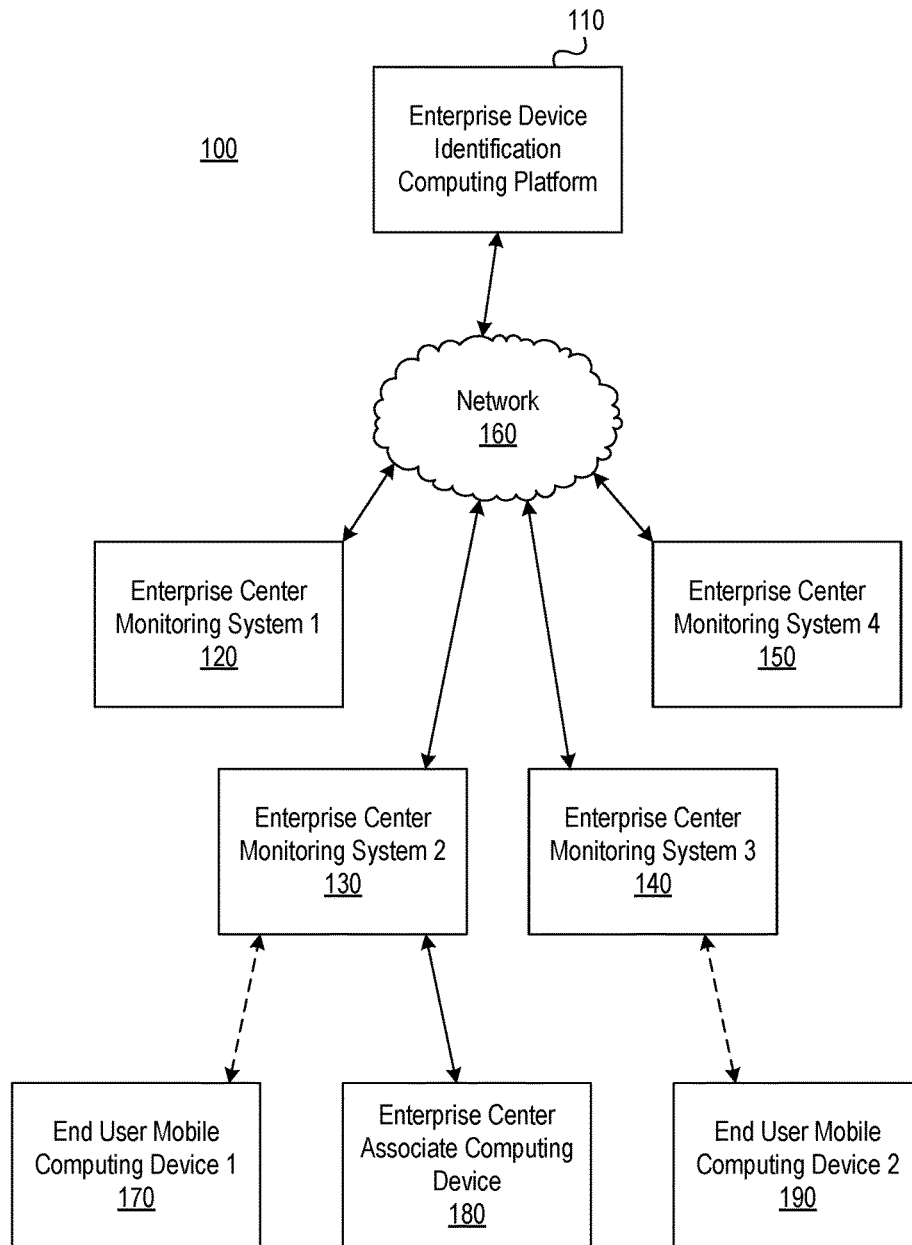 110
Enterprise Device
Identification
Computing Platform
100
Network
160
Enterprise Center
Monitoring System 1
120
Enterprise Center
Monitoring System 4
150
Enterprise Center
Monitoring System 2
130
Enterprise Center
Monitoring System 3
140
End User Mobile
Computing Device 1
170
Enterprise Center
Associate Computing
Device
180
End User Mobile
Computing Device 2
190